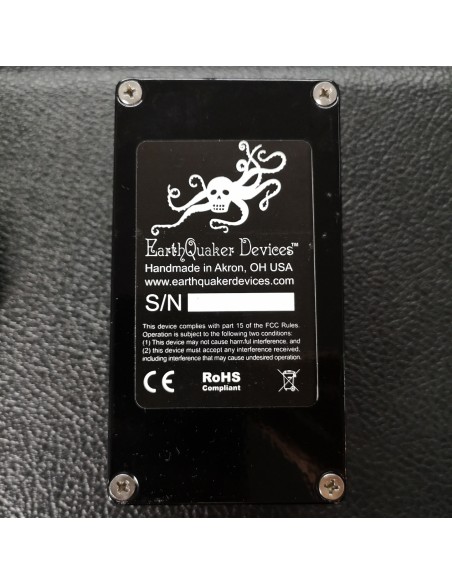 EarthQuaker Devices™
Handmade in Akron, OH USA
www.earthquakerdevices.com
S/N
This device complies with part 15 of the FCC Rules.
Operation is subject to the following two conditions:
(1) This device may not cause harmful interference, and
(2) this device must accept any interference received,
including interference that may cause undesired operation.
CE RoHS
Compliant